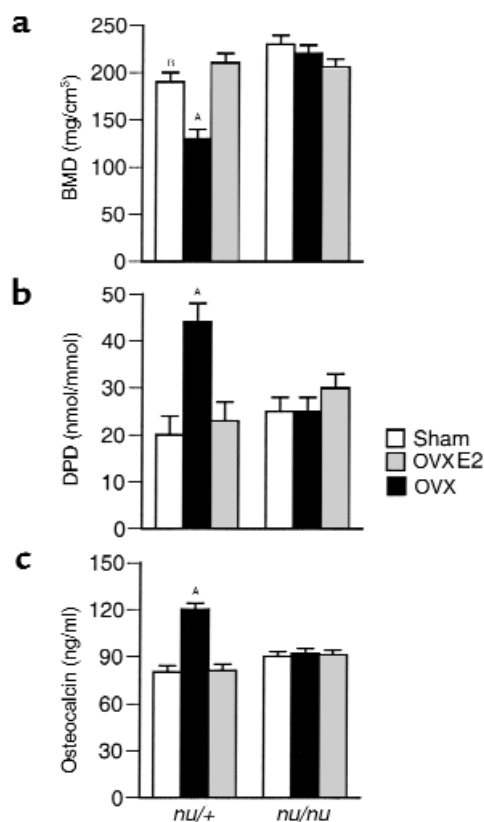 a
BMD (mg/cm³)
250
200
150
100
50
0
B
A
b
DPD (nmol/mmol)
50
40
30
20
10
0
A
Sham
OVX E2
OVX
c
Osteocalcin (ng/ml)
150
120
90
60
30
0
A
nu/+
nu/nu